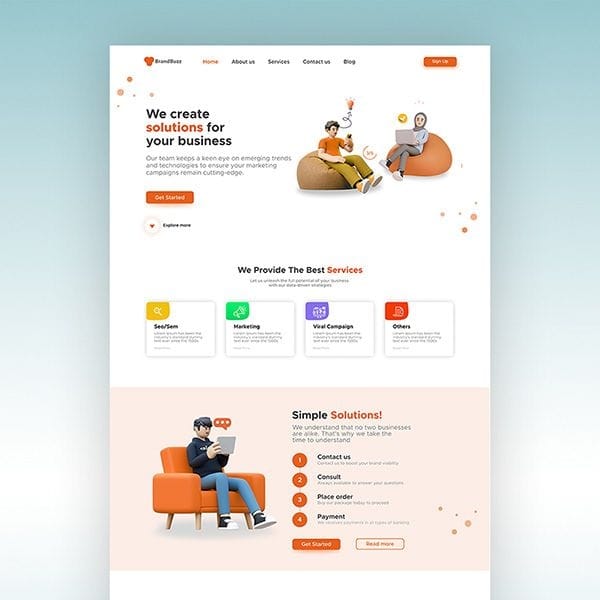 BrandBuzz
Home
About us
Services
Contact us
Blog
Sign Up
We create
solutions for
your business
Our team keeps a keen eye on emerging trends
and technologies to ensure your marketing
campaigns remain cutting-edge.
Get Started
Explore more
We Provide The Best Services
Let us unleash the full potential of your business
with our data-driven strategies
Seo/Sem
Lorem Ipsum has been the
industry's standard dummy
text ever since the 1500s
Read More
Marketing
Lorem Ipsum has been the
industry's standard dummy
text ever since the 1500s
Read More
Viral Campaign
Lorem Ipsum has been the
industry's standard dummy
text ever since the 1500s
Read More
Others
Lorem Ipsum has been the
industry's standard dummy
text ever since the 1500s
Read More
Simple Solutions!
We understand that no two businesses
are alike. That's why we take the
time to understand
1
Contact us
Contact us to boost your brand visibility
2
Consult
Always available to answer your questions
3
Place order
Buy our package today to proceed
4
Payment
We receives payments in all types of banking
Get Started
Read more